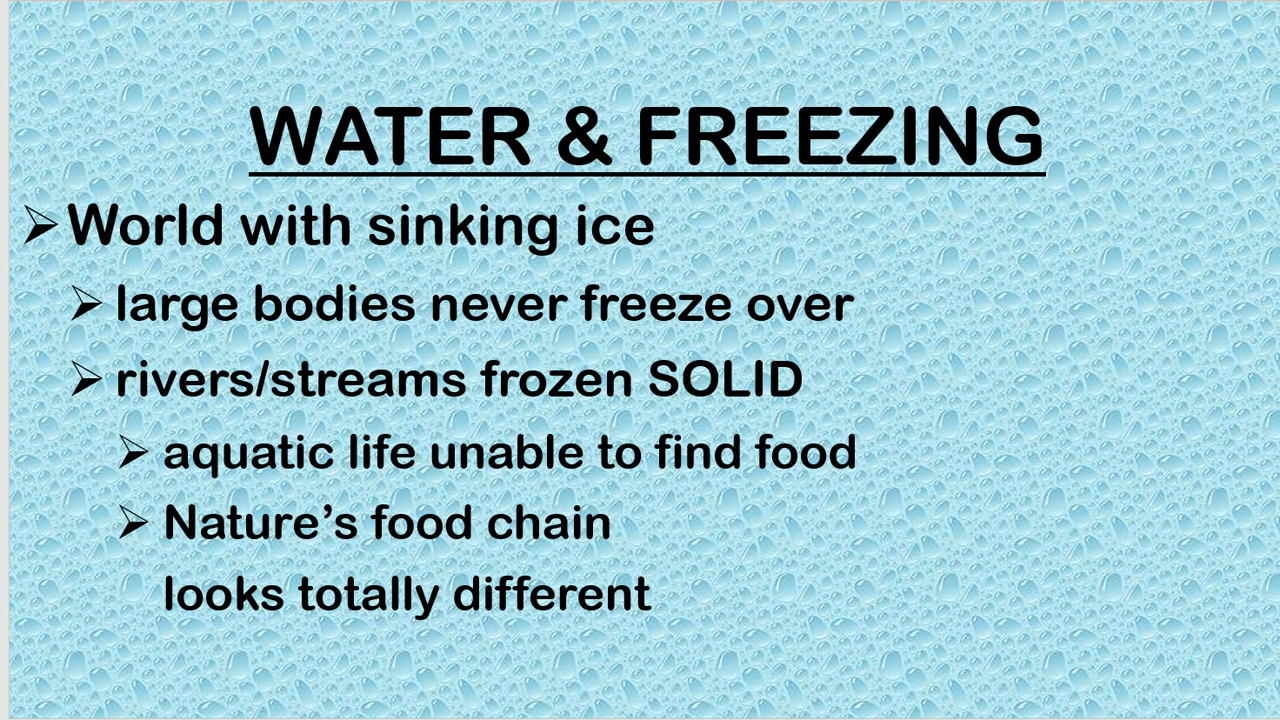 WATER & FREEZING
➢ World with sinking ice
➢ large bodies never freeze over
➢ rivers/streams frozen SOLID
➢ aquatic life unable to find food
➢ Nature’s food chain
looks totally different